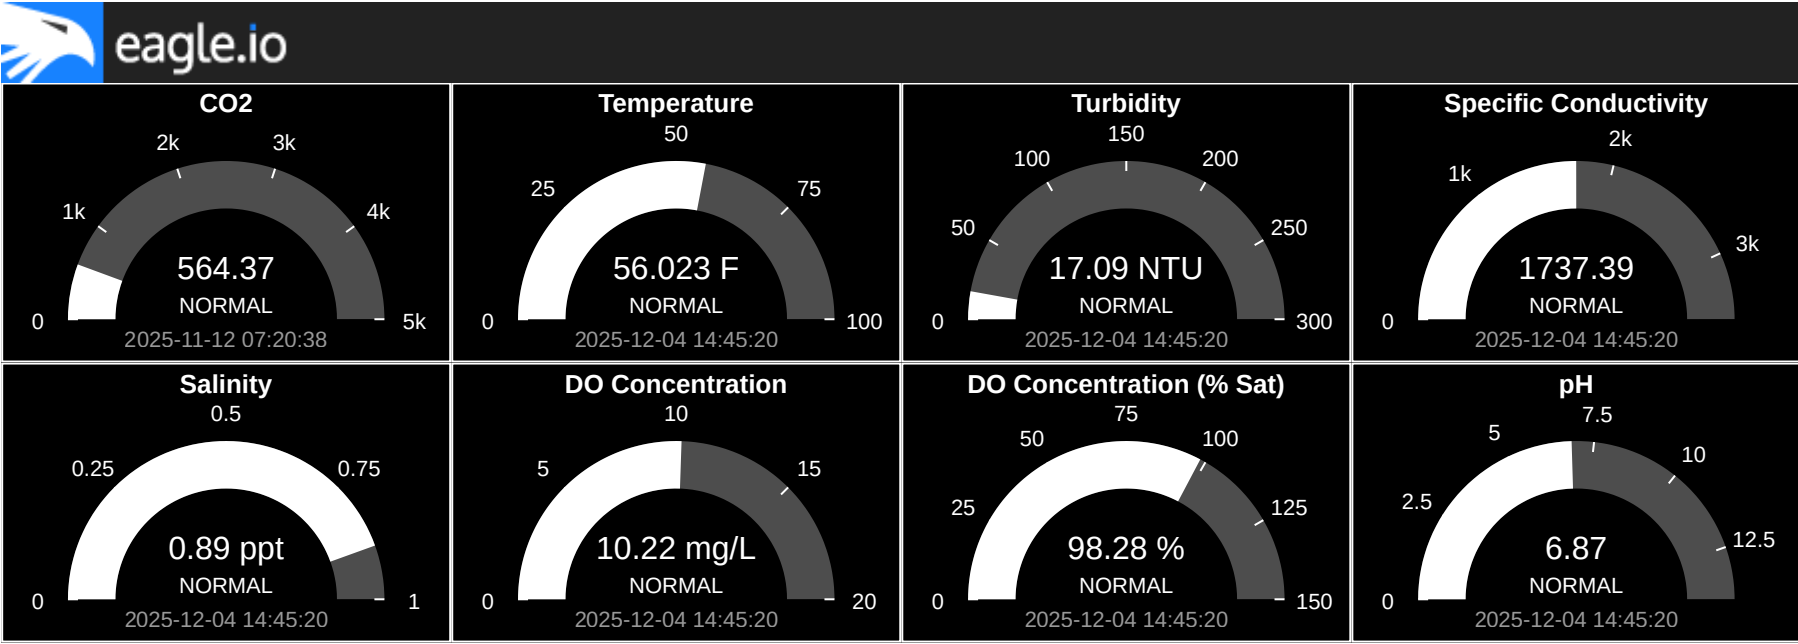 eagle.io
CO2
0
1k
2k
3k
4k
5k
564.37
NORMAL
2025-11-12 07:20:38
Temperature
0
25
50
75
100
56.023 F
NORMAL
2025-12-04 14:45:20
Turbidity
0
50
100
150
200
250
300
17.09 NTU
NORMAL
2025-12-04 14:45:20
Specific Conductivity
0
1k
2k
3k
1737.39
NORMAL
2025-12-04 14:45:20
Salinity
0
0.25
0.5
0.75
1
0.89 ppt
NORMAL
2025-12-04 14:45:20
DO Concentration
0
5
10
15
20
10.22 mg/L
NORMAL
2025-12-04 14:45:20
DO Concentration (% Sat)
0
25
50
75
100
125
150
98.28 %
NORMAL
2025-12-04 14:45:20
pH
0
2.5
5
7.5
10
12.5
6.87
NORMAL
2025-12-04 14:45:20